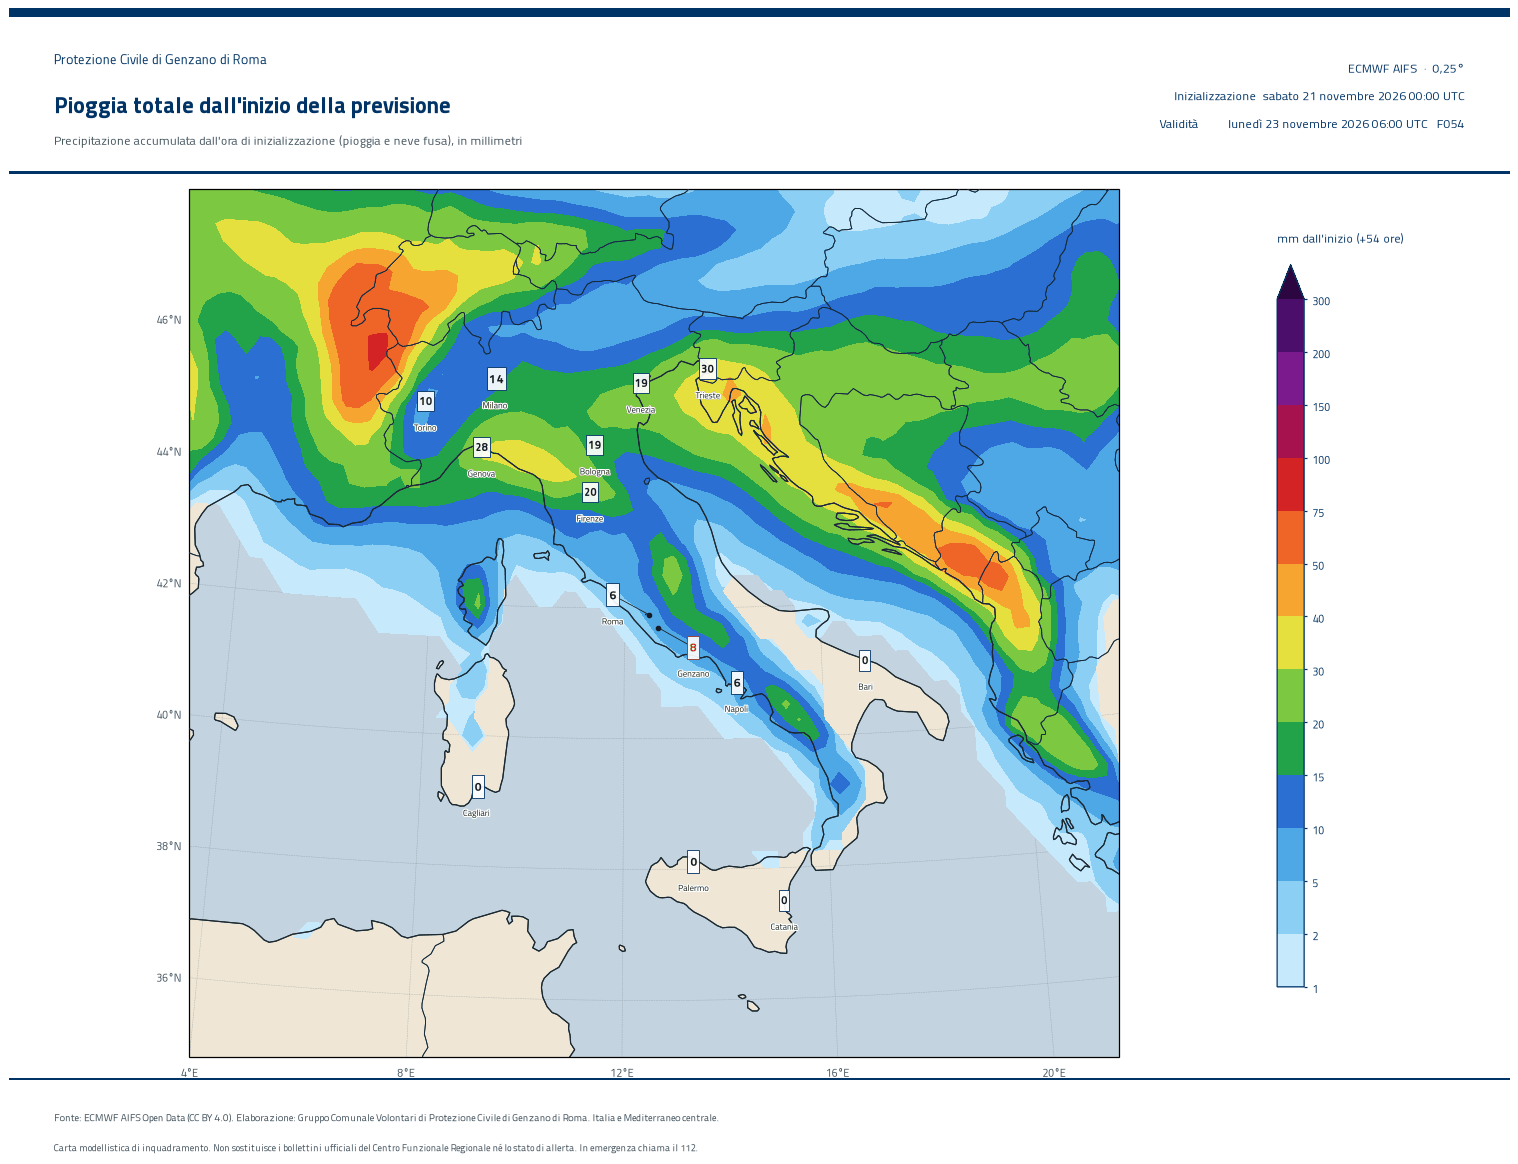 Protezione Civile di Genzano di Roma
ECMWF AIFS · 0,25°
Pioggia totale dall'inizio della previsione
Inizializzazione sabato 21 novembre 2026 00:00 UTC
Validità lunedì 23 novembre 2026 06:00 UTC F054
Precipitazione accumulata dall'ora di inizializzazione (pioggia e neve fusa), in millimetri
mm dall'inizio (+54 ore)
300
200
150
100
75
50
40
30
20
15
10
5
2
1
46°N
44°N
42°N
40°N
38°N
36°N
4°E
8°E
12°E
16°E
20°E
30
Trieste
14
Milano
19
Venezia
10
Torino
28
Genova
19
Bologna
20
Firenze
6
Roma
8
Genzano
0
Bari
6
Napoli
0
Cagliari
0
Palermo
0
Catania
Fonte: ECMWF AIFS Open Data (CC BY 4.0). Elaborazione: Gruppo Comunale Volontari di Protezione Civile di Genzano di Roma. Italia e Mediterraneo centrale.
Carta modellistica di inquadramento. Non sostituisce i bollettini ufficiali del Centro Funzionale Regionale né lo stato di allerta. In emergenza chiama il 112.